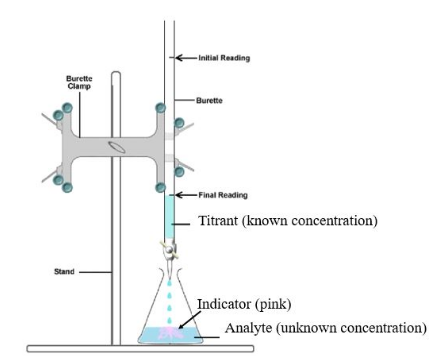 Initial Reading
Burette
Clamp
Burette
Final Reading
Titrant (known concentration)
Stand
Indicator (pink)
Analyte (unknown concentration)